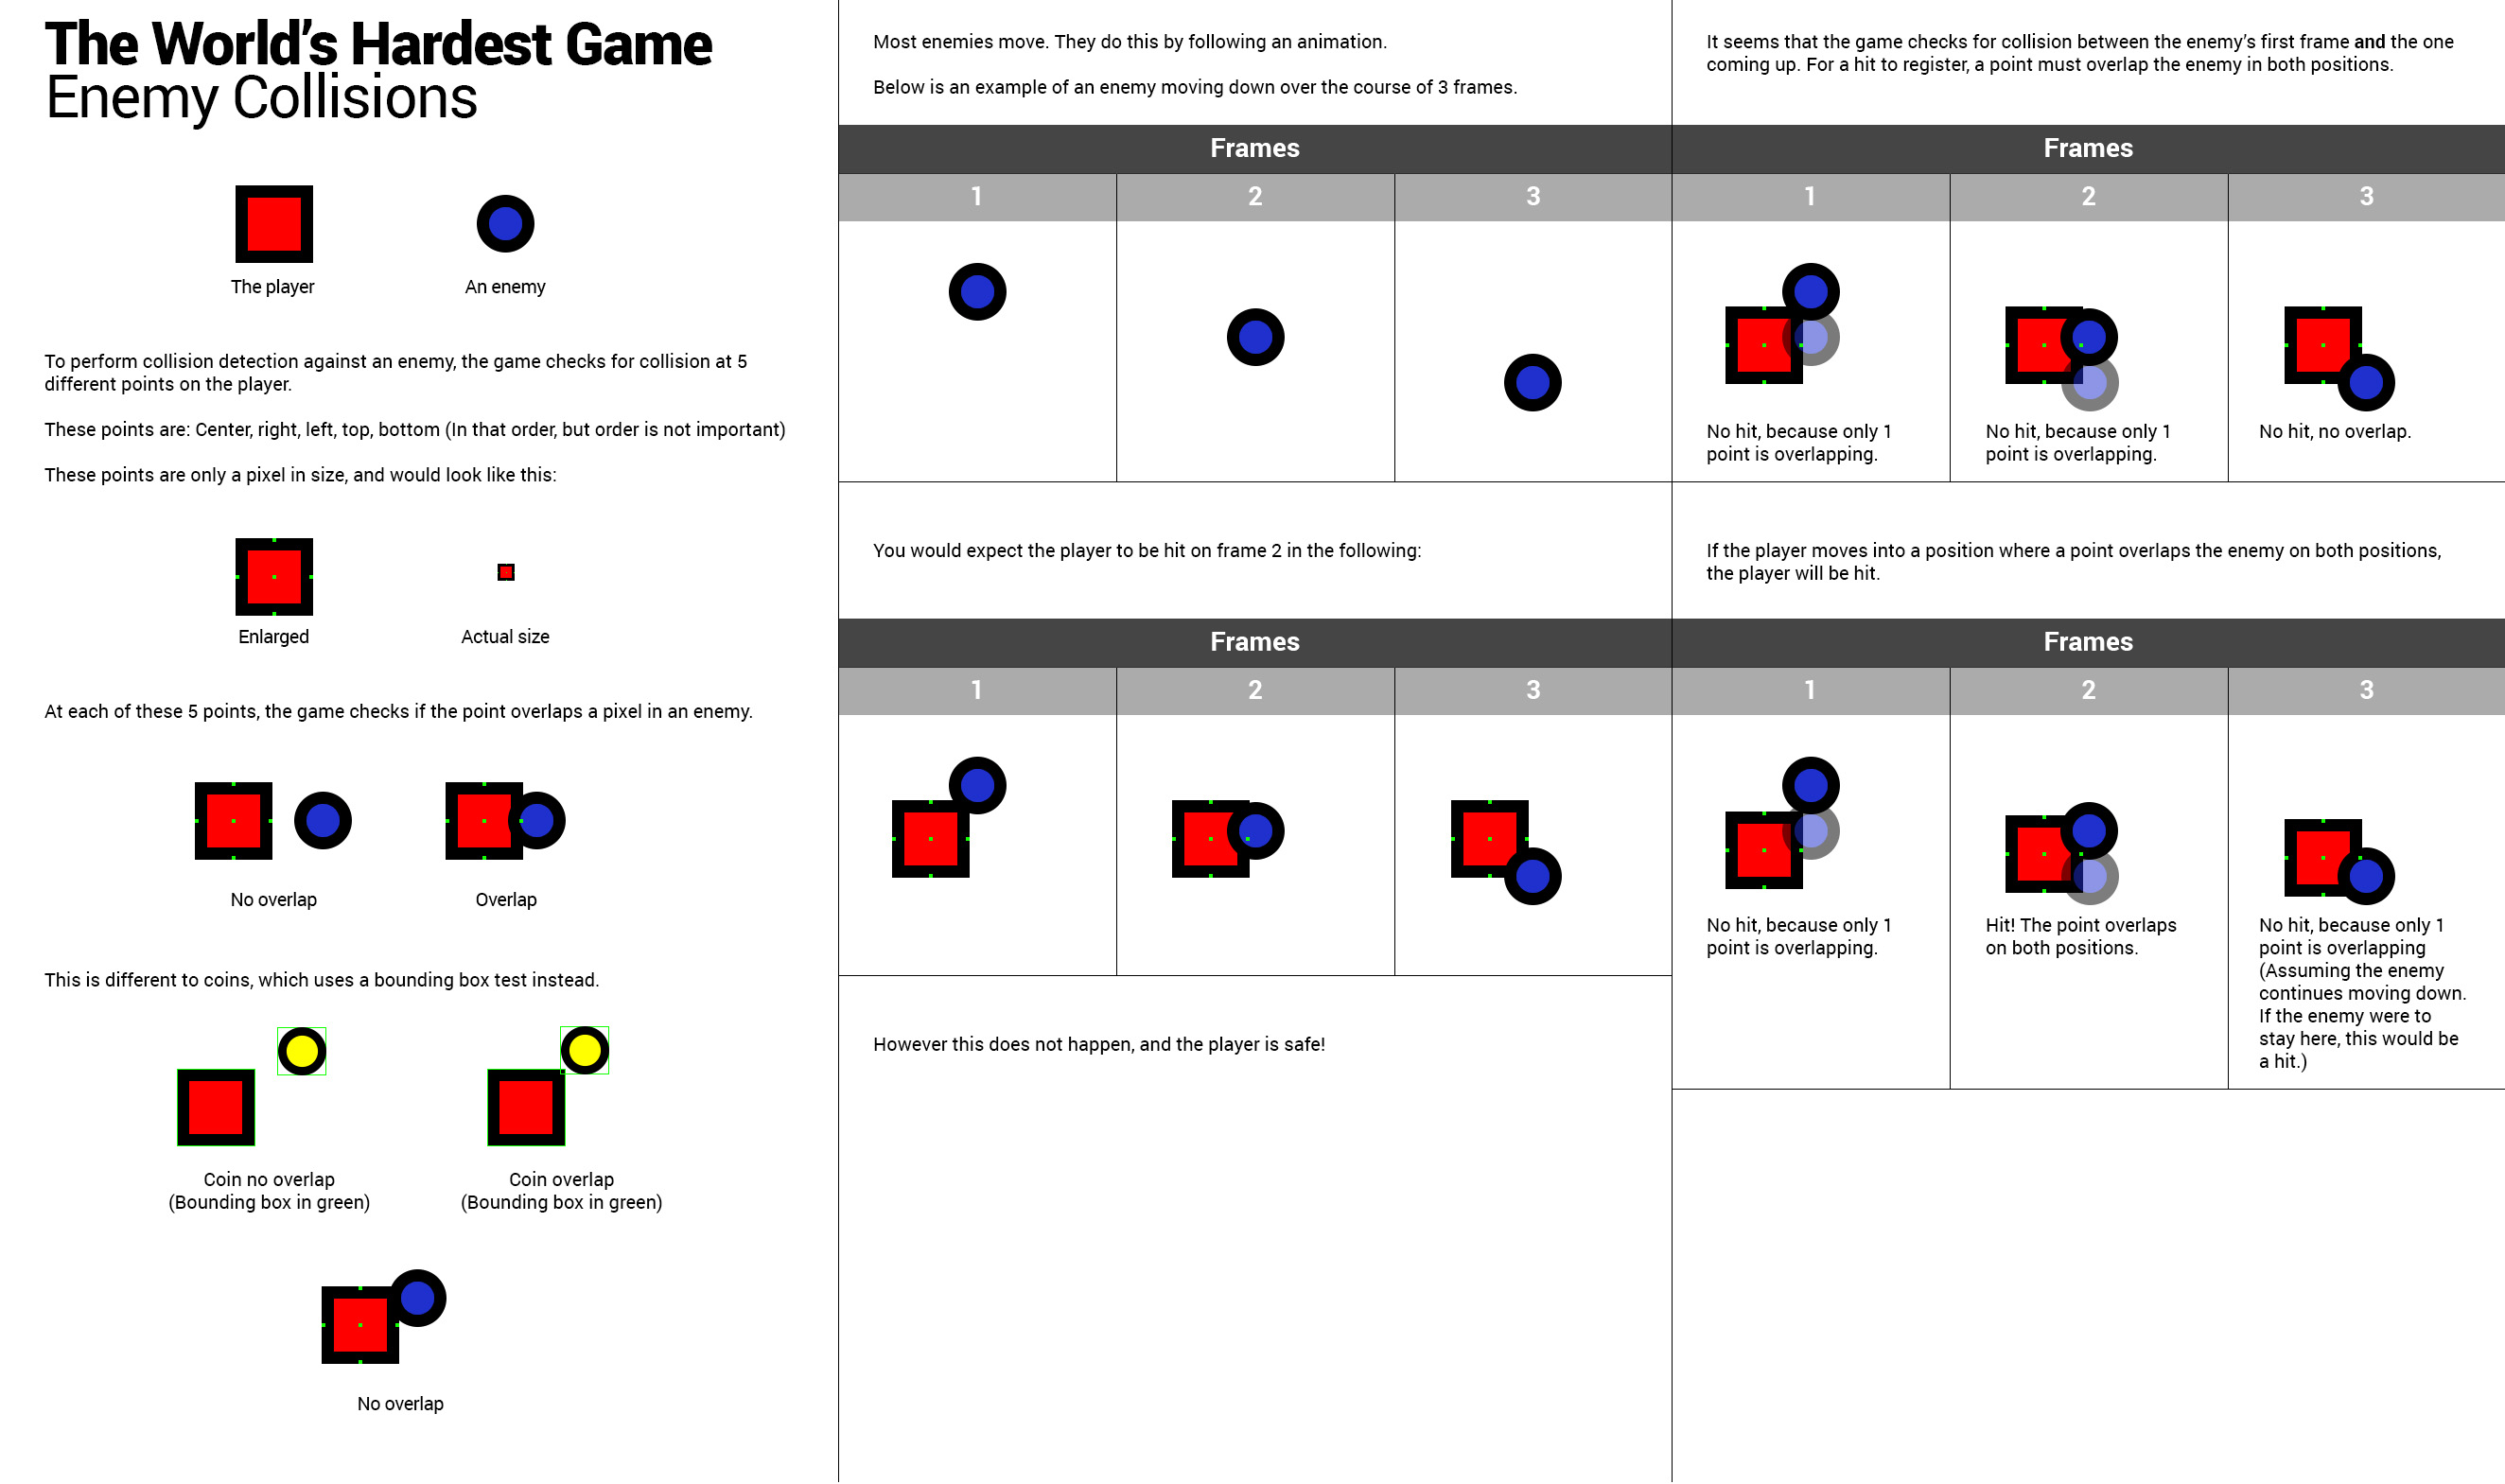 The World’s Hardest Game
Enemy Collisions
The player
An enemy
To perform collision detection against an enemy, the game checks for collision at 5
different points on the player.
These points are: Center, right, left, top, bottom (In that order, but order is not important)
These points are only a pixel in size, and would look like this:
Enlarged
Actual size
At each of these 5 points, the game checks if the point overlaps a pixel in an enemy.
No overlap
Overlap
This is different to coins, which uses a bounding box test instead.
Coin no overlap
(Bounding box in green)
Coin overlap
(Bounding box in green)
No overlap
Most enemies move. They do this by following an animation.
Below is an example of an enemy moving down over the course of 3 frames.
Frames
1
2
3
You would expect the player to be hit on frame 2 in the following:
Frames
1
2
3
However this does not happen, and the player is safe!
It seems that the game checks for collision between the enemy’s first frame and the one
coming up. For a hit to register, a point must overlap the enemy in both positions.
Frames
1
2
3
No hit, because only 1
point is overlapping.
No hit, because only 1
point is overlapping.
No hit, no overlap.
If the player moves into a position where a point overlaps the enemy on both positions,
the player will be hit.
Frames
1
2
3
No hit, because only 1
point is overlapping.
Hit! The point overlaps
on both positions.
No hit, because only 1
point is overlapping
(Assuming the enemy
continues moving down.
If the enemy were to
stay here, this would be
a hit.)